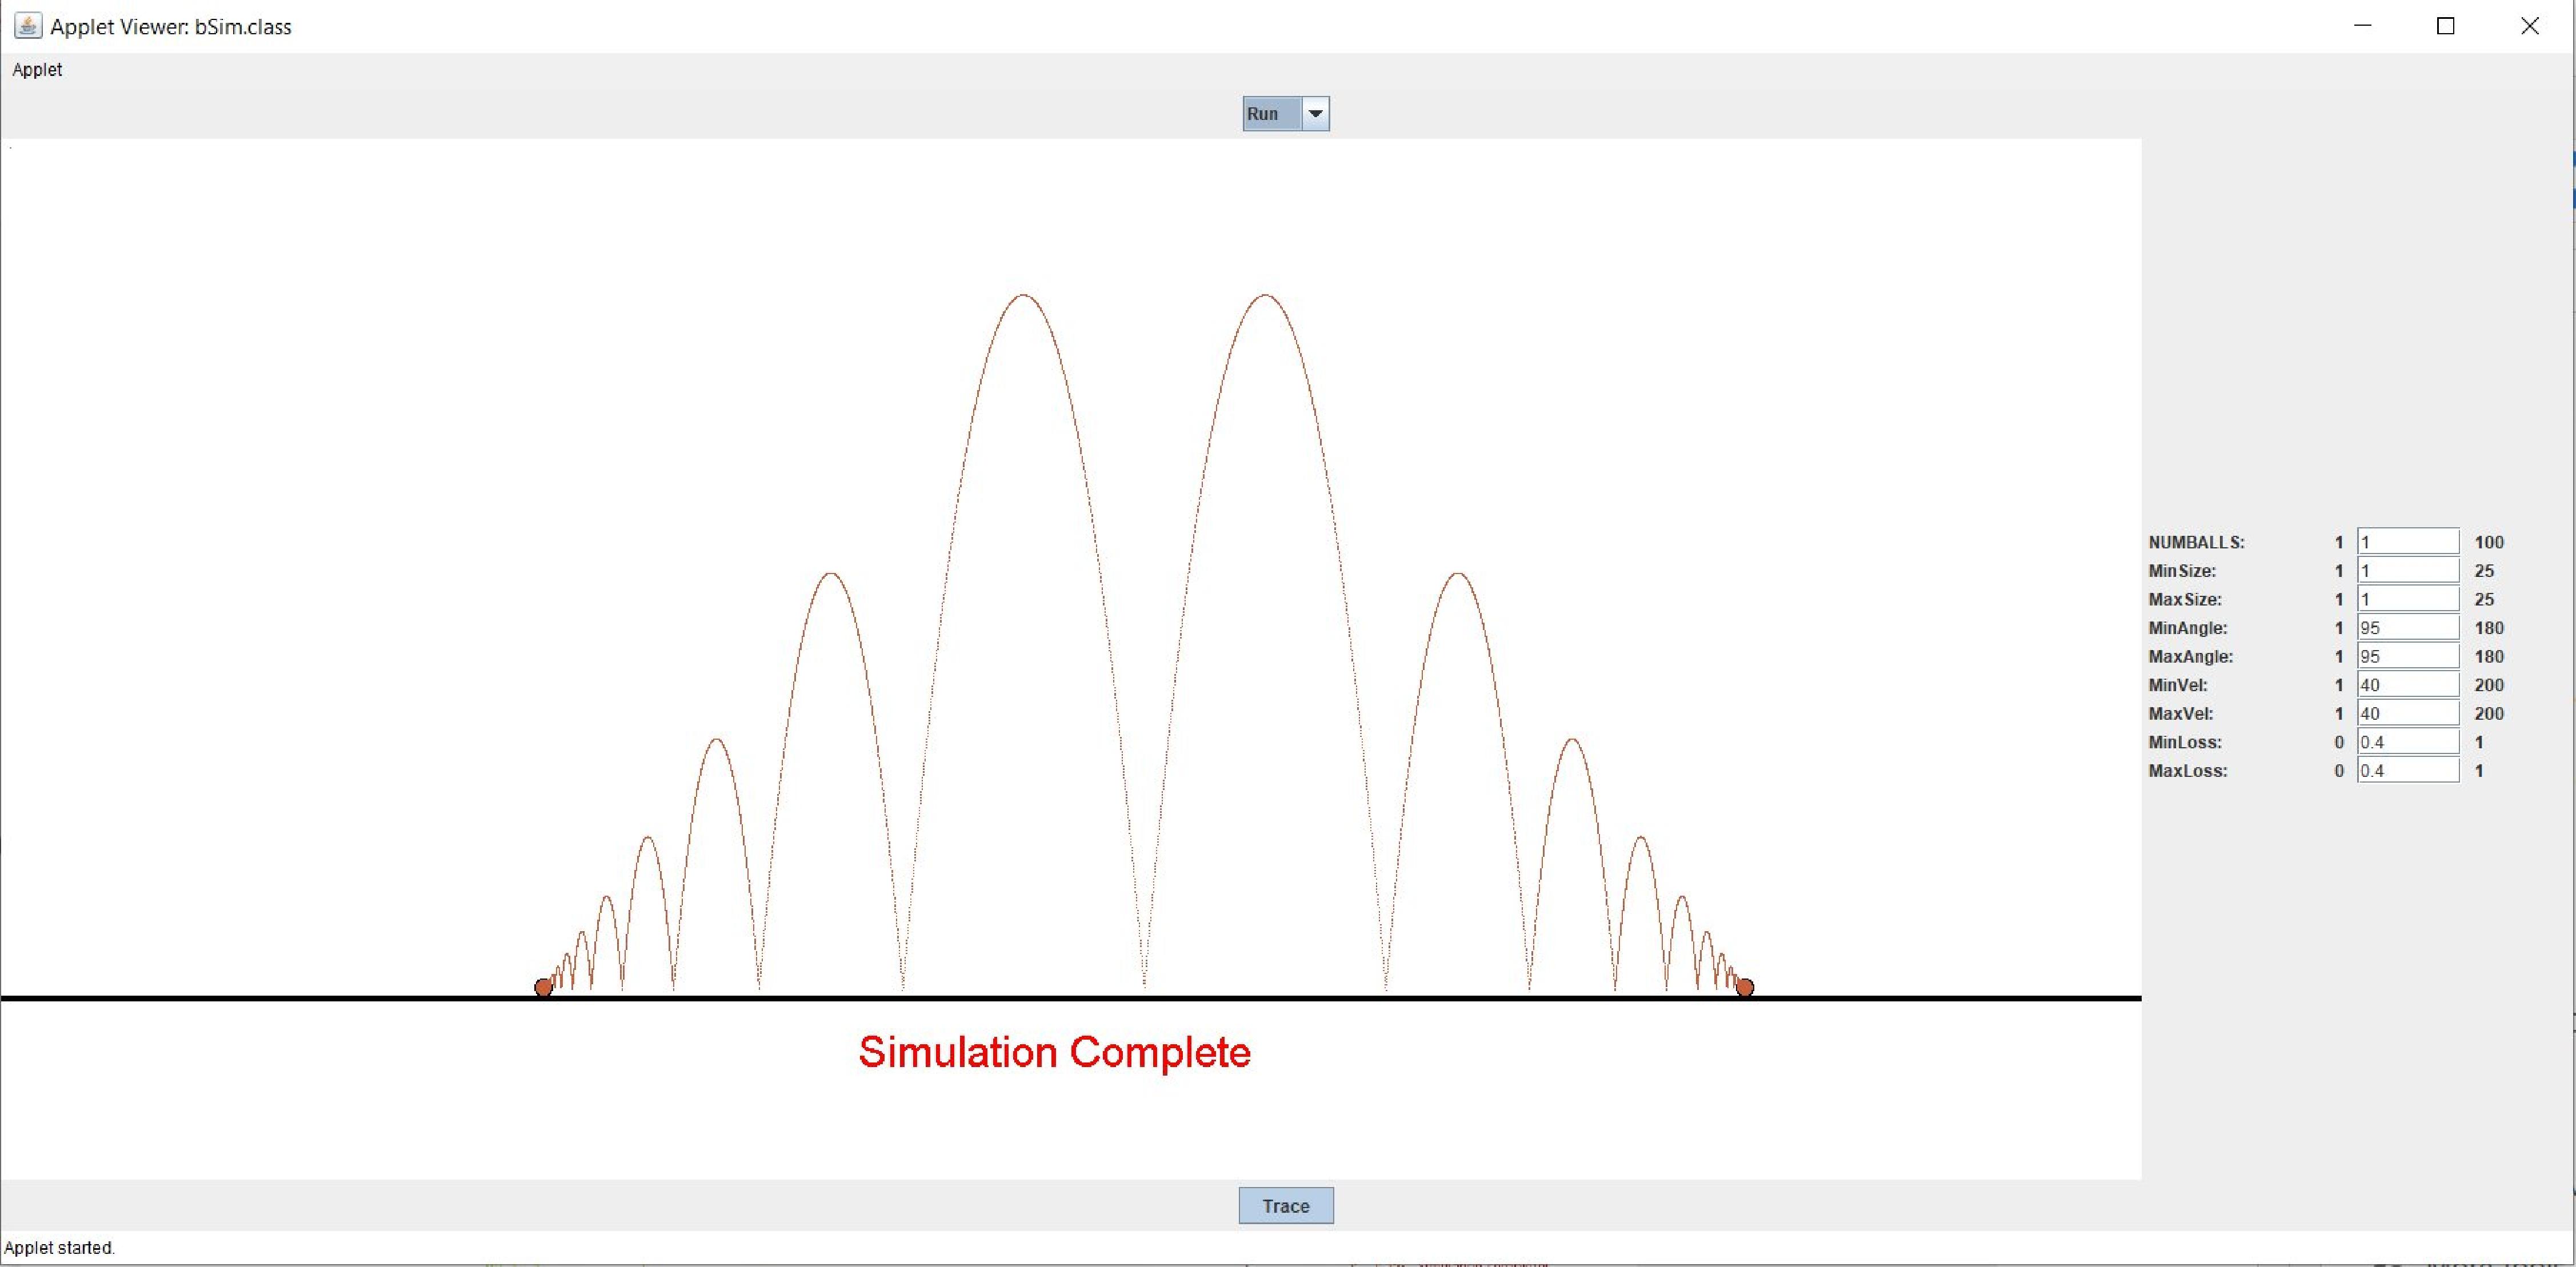 Applet Viewer: bSim.class
Applet
Run
NUMBALLS: 1 1 100
MinSize: 1 1 25
MaxSize: 1 1 25
MinAngle: 1 95 180
MaxAngle: 1 95 180
MinVel: 1 40 200
MaxVel: 1 40 200
MinLoss: 0 0.4 1
MaxLoss: 0 0.4 1
Simulation Complete
Trace
Applet started.